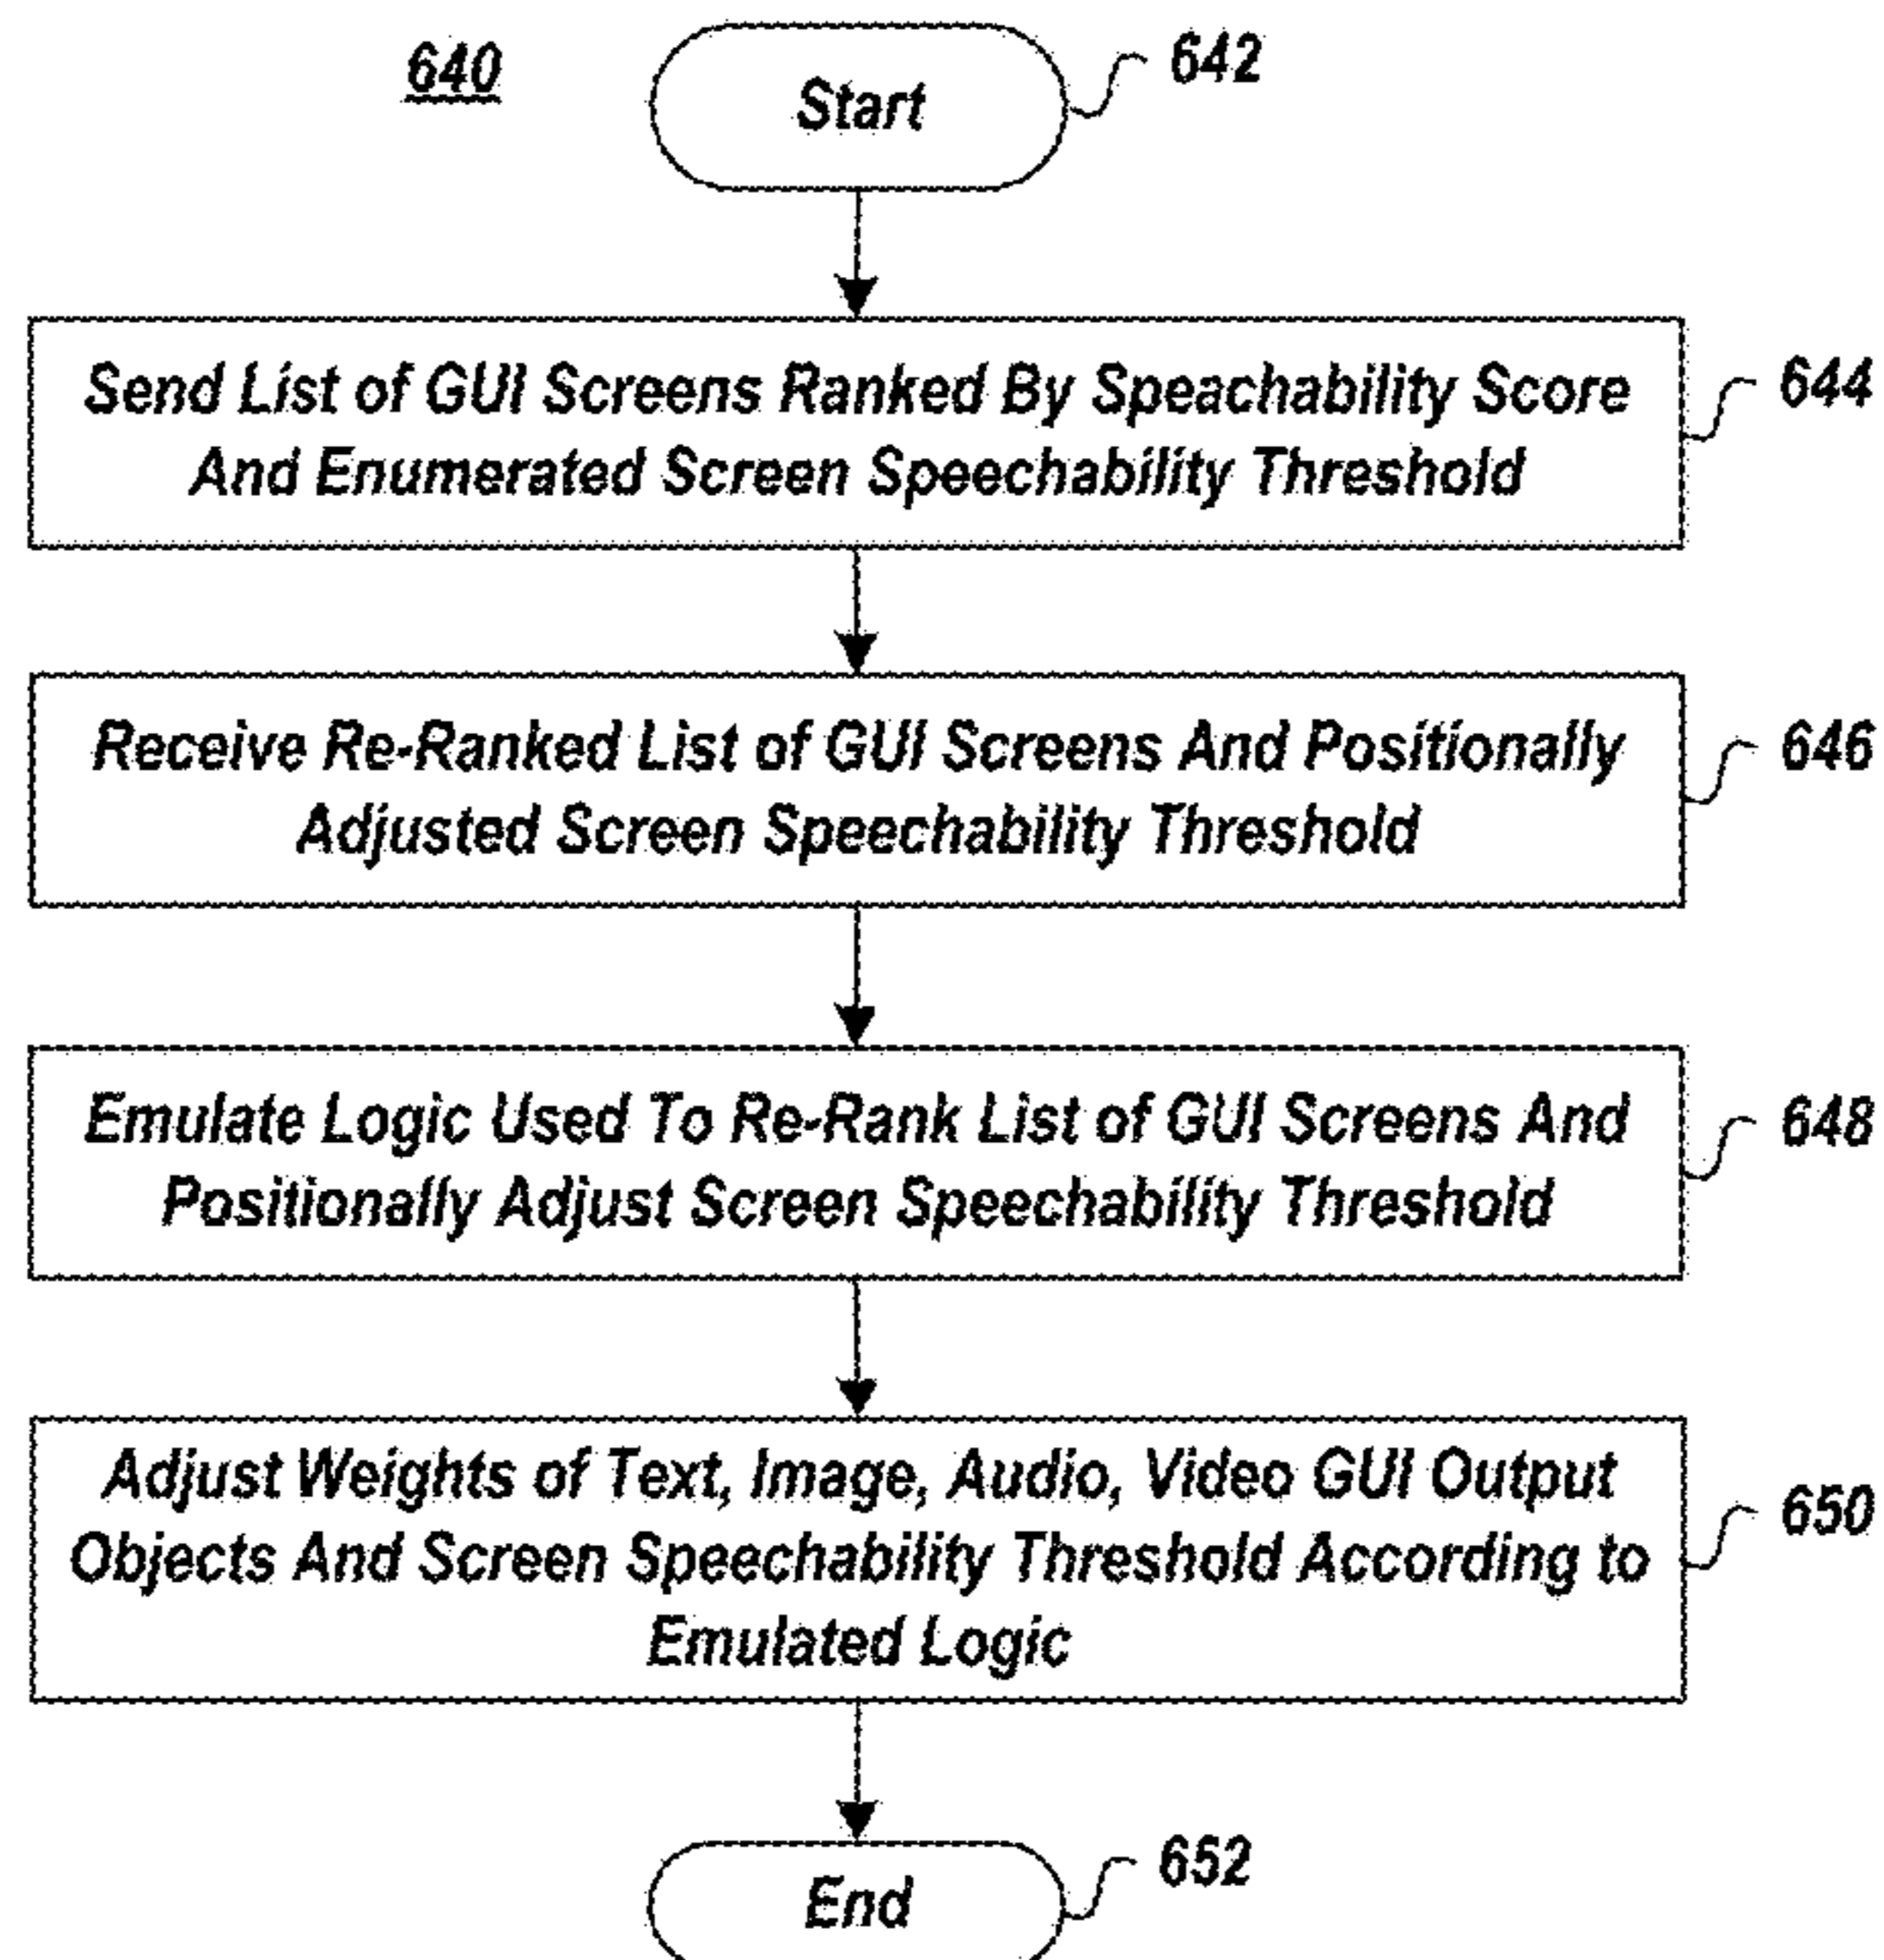 640
Start
642
Send List of GUI Screens Ranked By Speachability Score
And Enumerated Screen Speechability Threshold
644
Receive Re-Ranked List of GUI Screens And Positionally
Adjusted Screen Speechability Threshold
646
Emulate Logic Used To Re-Rank List of GUI Screens And
Positionally Adjust Screen Speechability Threshold
648
Adjust Weights of Text, Image, Audio, Video GUI Output
Objects And Screen Speechability Threshold According to
Emulated Logic
650
End
652